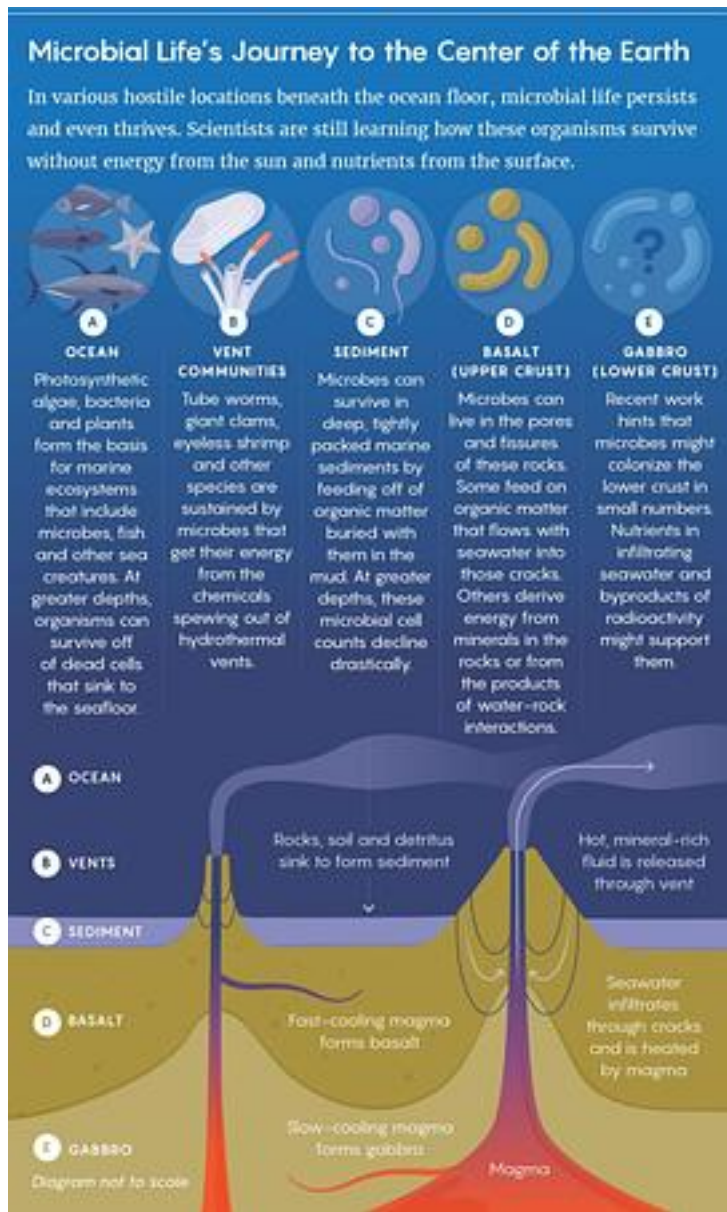 Microbial Life's Journey to the Center of the Earth
In various hostile locations beneath the ocean floor, microbial life persists
and even thrives. Scientists are still learning how these organisms survive
without energy from the sun and nutrients from the surface.
A
OCEAN
Photosynthetic
algae, bacteria
and plants
form the basis
for marine
ecosystems
that include
microbes, fish
and other sea
creatures. At
greater depths,
organisms can
survive off
of dead cells
that sink to
the seafloor.
B
VENT
COMMUNITIES
Tube worms,
giant clams,
eyeless shrimp
and other
species are
sustained by
microbes that
get their energy
from the
chemicals
spewing out of
hydrothermal
vents.
C
SEDIMENT
Microbes can
survive in
deep, tightly
packed marine
sediments by
feeding off of
organic matter
buried with
them in the
mud. At greater
depths, these
microbial cell
counts decline
drastically.
D
BASALT
(UPPER CRUST)
Microbes can
live in the pores
and fissures
of these rocks.
Some feed on
organic matter
that flows with
seawater into
those cracks.
Others derive
energy from
minerals in the
rocks or from
the products
of water-rock
interactions.
E
GABBRO
(LOWER CRUST)
?
Recent work
hints that
microbes might
colonize the
lower crust in
small numbers.
Nutrients in
infiltrating
seawater and
byproducts of
radioactivity
might support
them.
A OCEAN
B VENTS
Rocks, soil and detritus
sink to form sediment
Hot, mineral-rich
fluid is released
through vent
C SEDIMENT
D BASALT
Fast-cooling magma
forms basalt
Seawater
infiltrates
through cracks
and is heated
by magma
E GABBRO
Slow-cooling magma
forms gabbro
Magma
Diagram not to scale